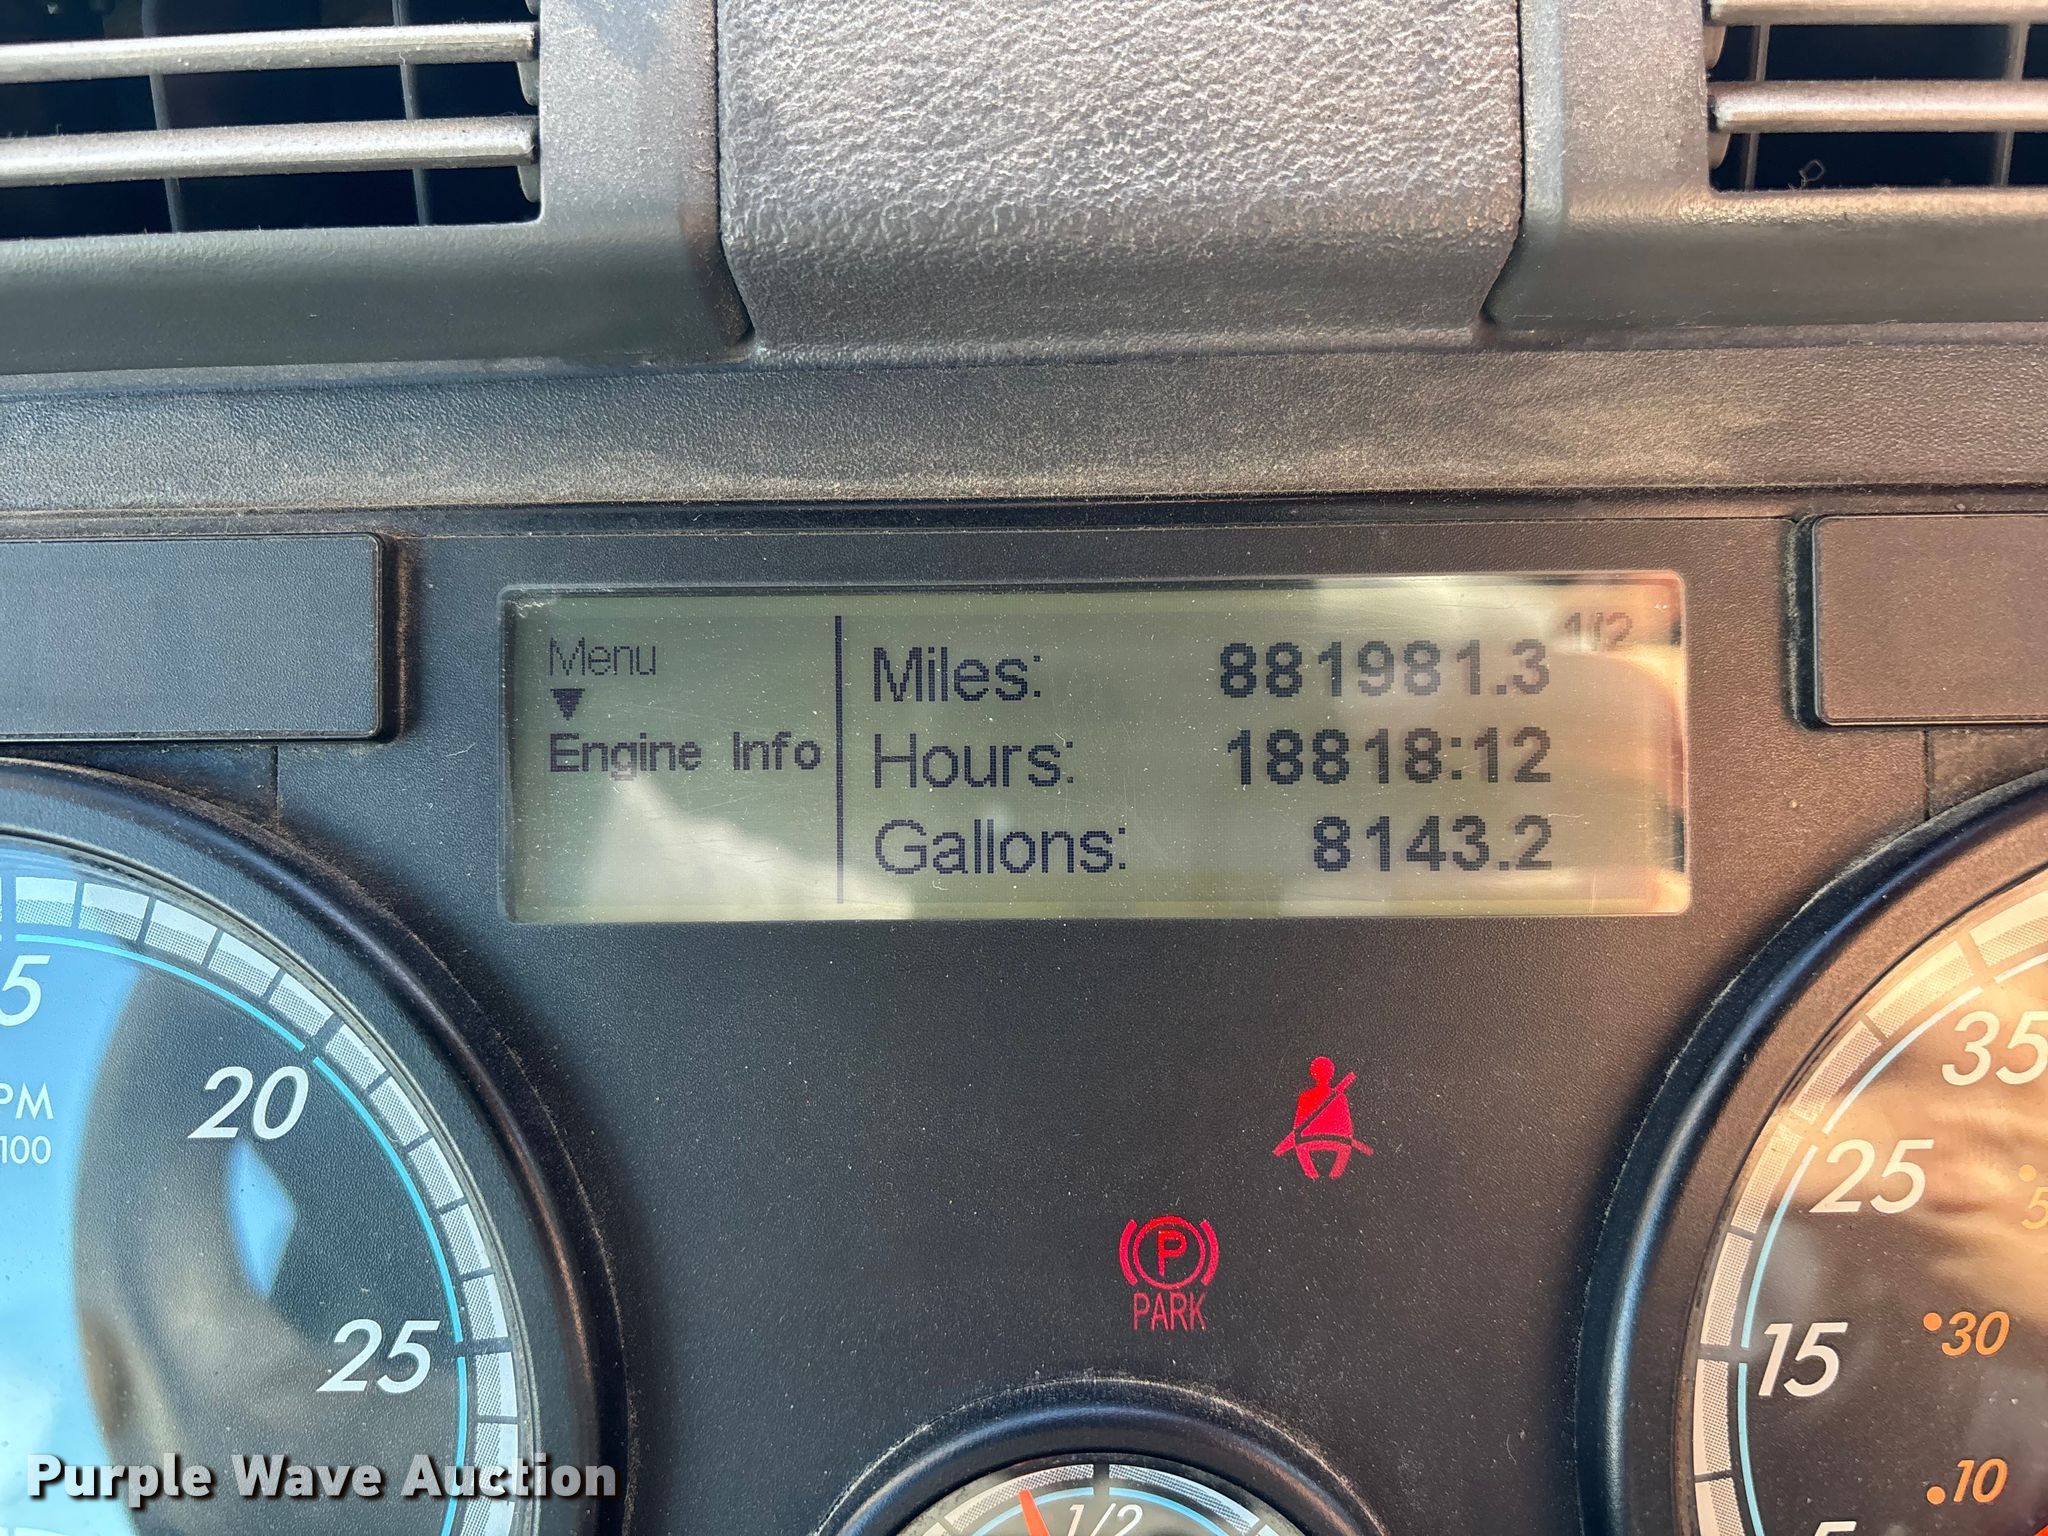 1/2
Menu
Miles: 881981.3
Engine Info
Hours: 18818:12
Gallons: 8143.2
5
20
PM
100
25
35
25
15
30
10
5
P
PARK
1/2
Purple Wave Auction